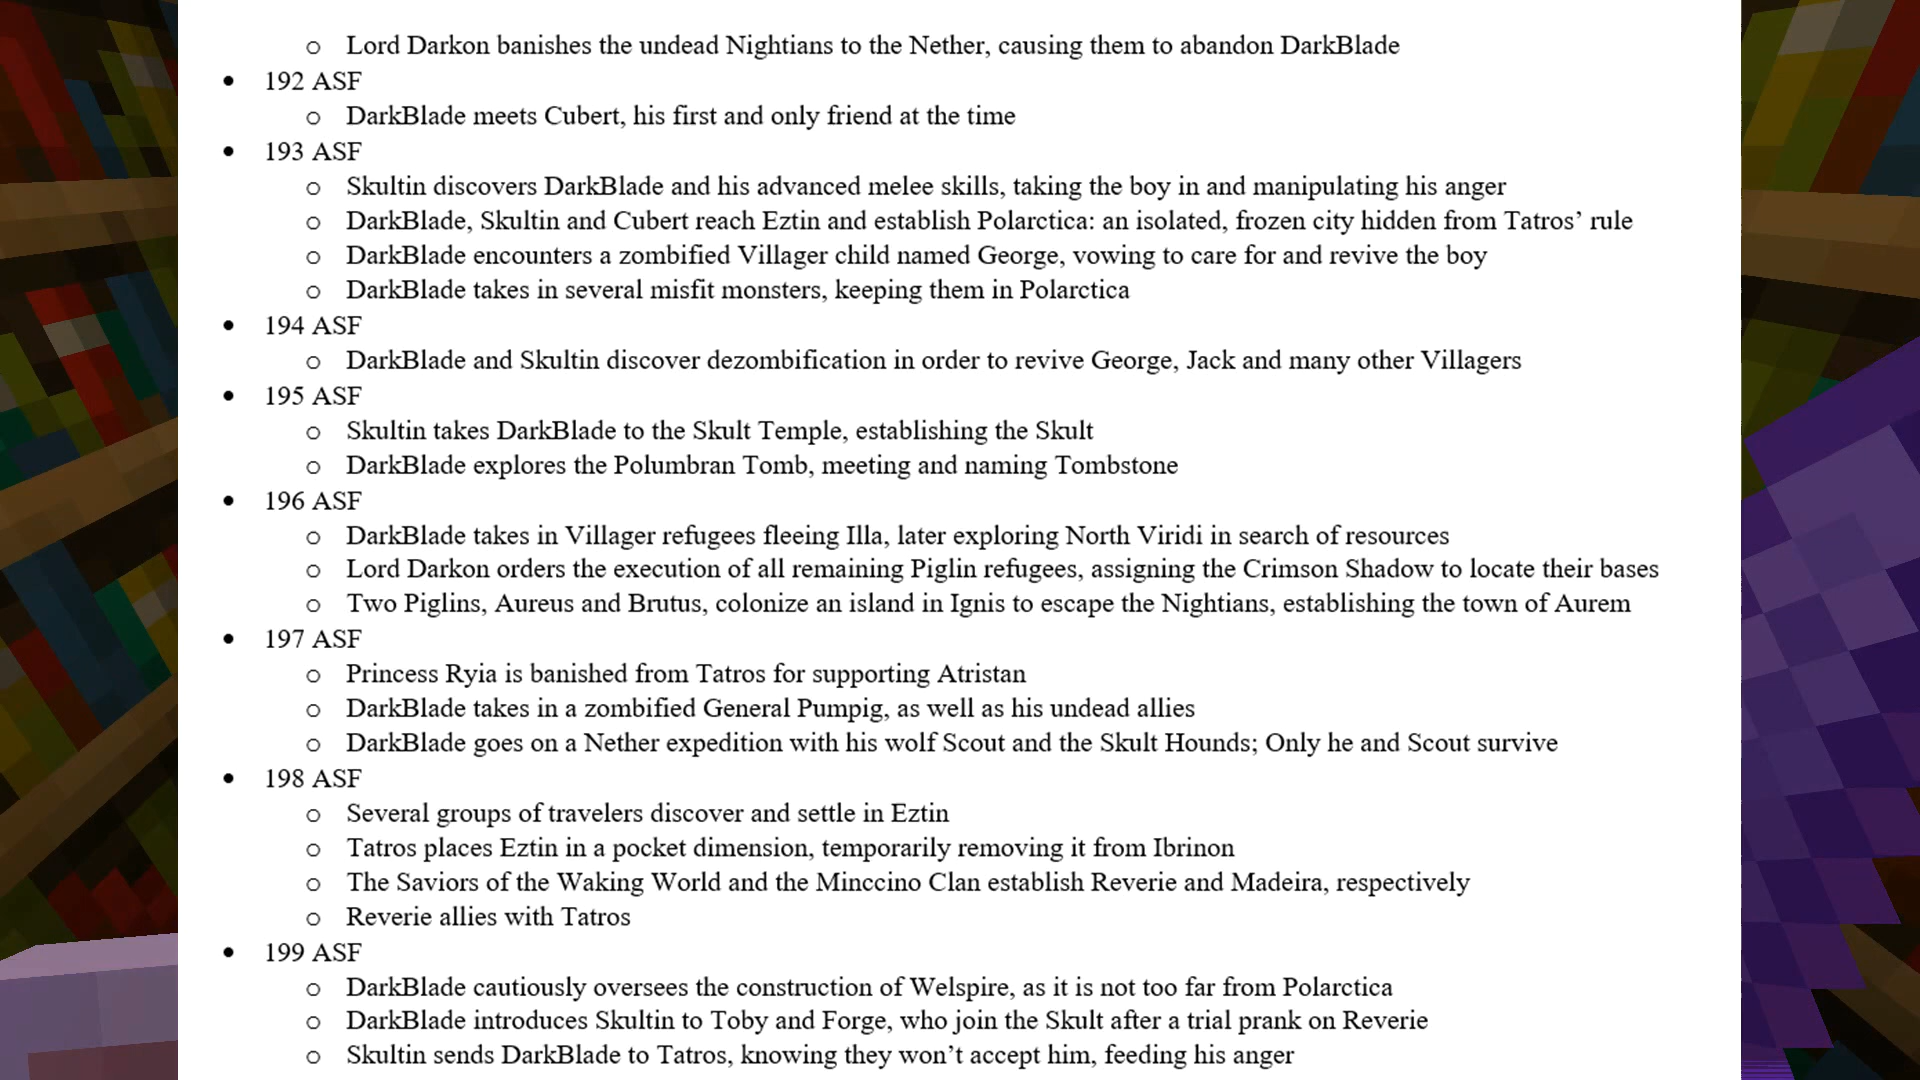 ○ Lord Darkon banishes the undead Nightians to the Nether, causing them to abandon DarkBlade
• 192 ASF
○ DarkBlade meets Cubert, his first and only friend at the time
• 193 ASF
○ Skultin discovers DarkBlade and his advanced melee skills, taking the boy in and manipulating his anger
○ DarkBlade, Skultin and Cubert reach Eztin and establish Polarctica: an isolated, frozen city hidden from Tatros’ rule
○ DarkBlade encounters a zombified Villager child named George, vowing to care for and revive the boy
○ DarkBlade takes in several misfit monsters, keeping them in Polarctica
• 194 ASF
○ DarkBlade and Skultin discover dezombification in order to revive George, Jack and many other Villagers
• 195 ASF
○ Skultin takes DarkBlade to the Skult Temple, establishing the Skult
○ DarkBlade explores the Polumbran Tomb, meeting and naming Tombstone
• 196 ASF
○ DarkBlade takes in Villager refugees fleeing Illa, later exploring North Viridi in search of resources
○ Lord Darkon orders the execution of all remaining Piglin refugees, assigning the Crimson Shadow to locate their bases
○ Two Piglins, Aureus and Brutus, colonize an island in Ignis to escape the Nightians, establishing the town of Aurem
• 197 ASF
○ Princess Ryia is banished from Tatros for supporting Atristan
○ DarkBlade takes in a zombified General Pumpig, as well as his undead allies
○ DarkBlade goes on a Nether expedition with his wolf Scout and the Skult Hounds; Only he and Scout survive
• 198 ASF
○ Several groups of travelers discover and settle in Eztin
○ Tatros places Eztin in a pocket dimension, temporarily removing it from Ibrinon
○ The Saviors of the Waking World and the Minccino Clan establish Reverie and Madeira, respectively
○ Reverie allies with Tatros
• 199 ASF
○ DarkBlade cautiously oversees the construction of Welspire, as it is not too far from Polarctica
○ DarkBlade introduces Skultin to Toby and Forge, who join the Skult after a trial prank on Reverie
○ Skultin sends DarkBlade to Tatros, knowing they won’t accept him, feeding his anger